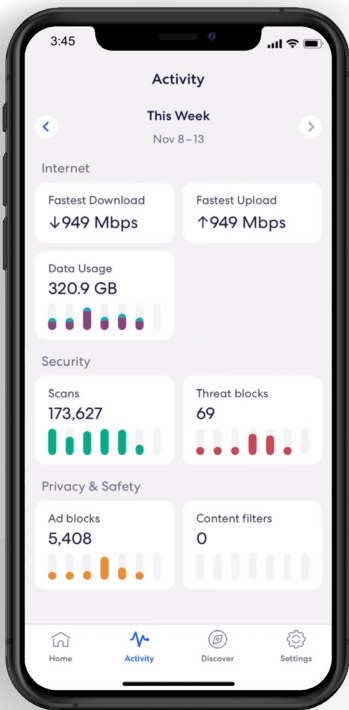 3:45
Activity
This Week
Nov 8–13
Internet
Fastest Download
↓949 Mbps
Fastest Upload
↑949 Mbps
Data Usage
320.9 GB
Security
Scans
173,627
Threat blocks
69
Privacy & Safety
Ad blocks
5,408
Content filters
0
Home
Activity
Discover
Settings